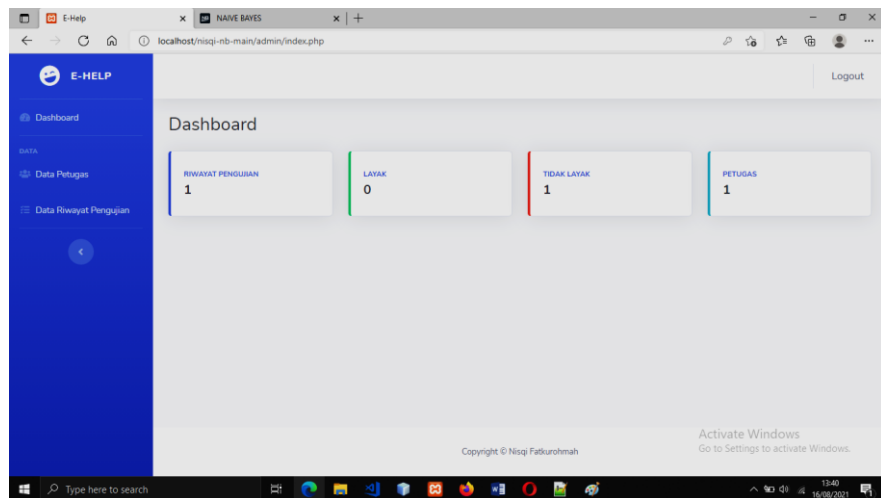 E-Help
NAIVE BAYES
localhost/nisqi-nb-main/admin/index.php
E-HELP
Logout
Dashboard
DATA
Data Petugas
Data Riwayat Pengujian
Dashboard
RIWAYAT PENGUJIAN
1
LAYAK
0
TIDAK LAYAK
1
PETUGAS
1
Copyright © Nisqi Fatkurohmah
Activate Windows
Go to Settings to activate Windows.
Type here to search
13:40
16/08/2021